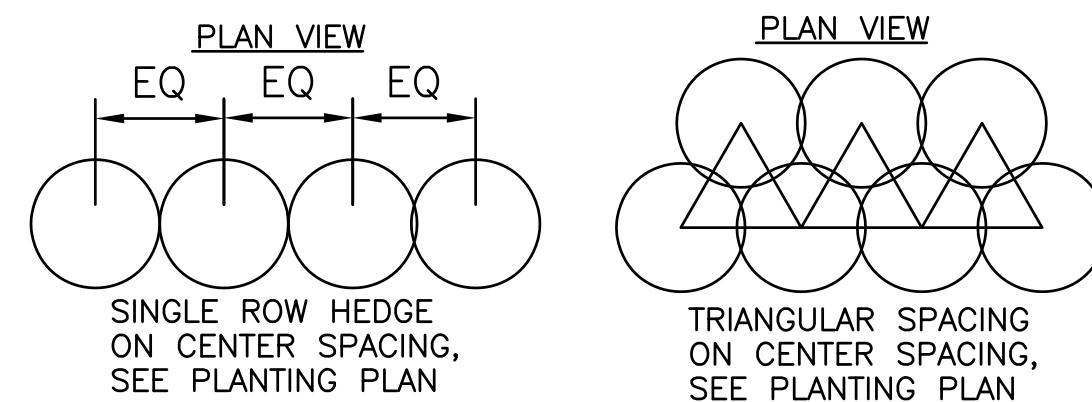 PLAN VIEW
EQ EQ EQ
SINGLE ROW HEDGE
ON CENTER SPACING,
SEE PLANTING PLAN
PLAN VIEW
TRIANGULAR SPACING
ON CENTER SPACING,
SEE PLANTING PLAN